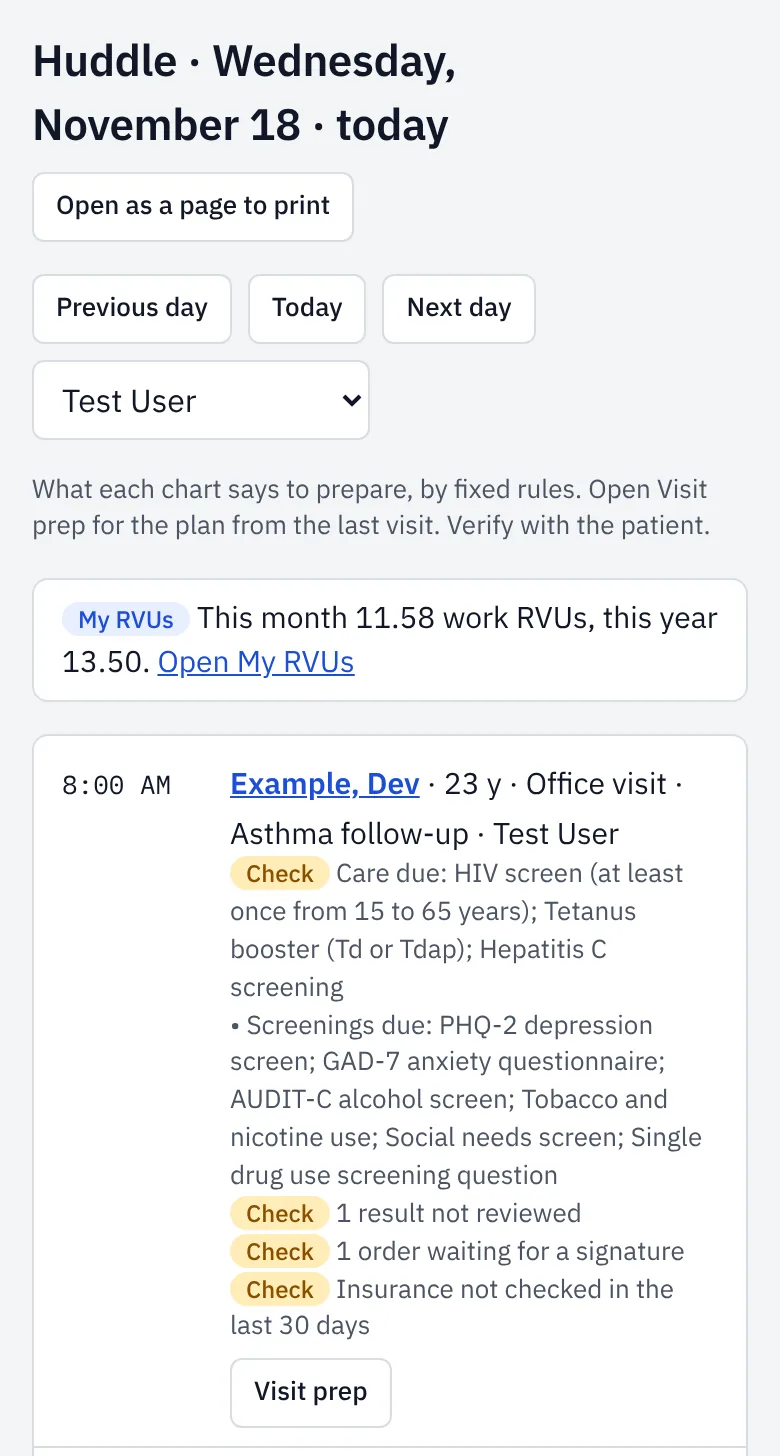 Huddle · Wednesday,
November 18 · today
Open as a page to print
Previous day Today Next day
Test User
What each chart says to prepare, by fixed rules. Open Visit
prep for the plan from the last visit. Verify with the patient.
My RVUs This month 11.58 work RVUs, this year
13.50. Open My RVUs
8:00 AM Example, Dev · 23 y · Office visit ·
Asthma follow-up · Test User
Check Care due: HIV screen (at least
once from 15 to 65 years); Tetanus
booster (Td or Tdap); Hepatitis C
screening
• Screenings due: PHQ-2 depression
screen; GAD-7 anxiety questionnaire;
AUDIT-C alcohol screen; Tobacco and
nicotine use; Social needs screen; Single
drug use screening question
Check 1 result not reviewed
Check 1 order waiting for a signature
Check Insurance not checked in the
last 30 days
Visit prep